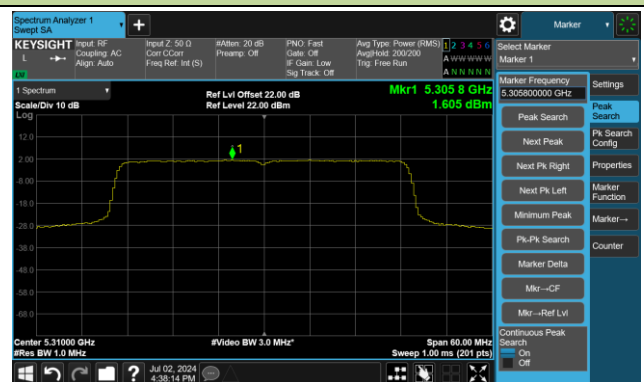 Spectrum Analyzer 1
Swept SA
+
Marker
KEYSIGHT
L
LW
Input: RF
Coupling: AC
Align: Auto
Input Z: 50 Ω
Corr CCorr
Freq Ref: Int (S)
#Atten: 20 dB
Preamp: Off
PNO: Fast
Gate: Off
IF Gain: Low
Sig Track: Off
Avg Type: Power (RMS)
Avg|Hold: 200/200
Trig: Free Run
1 2 3 4 5 6
A W W W W W
A N N N N N
1 Spectrum
Scale/Div 10 dB
Log
Ref Lvl Offset 22.00 dB
Ref Level 22.00 dBm
Mkr1 5.305 8 GHz
1.605 dBm
1
12.0
2.00
-8.00
-18.0
-28.0
-38.0
-48.0
-58.0
-68.0
Center 5.31000 GHz
#Res BW 1.0 MHz
#Video BW 3.0 MHz*
Span 60.00 MHz
Sweep 1.00 ms (201 pts)
?
Jul 02, 2024
4:38:14 PM
Select Marker
Marker 1
Marker Frequency
5.305800000 GHz
Peak Search
Next Peak
Next Pk Right
Next Pk Left
Minimum Peak
Pk-Pk Search
Marker Delta
Mkr→CF
Mkr→Ref Lvl
Continuous Peak
Search
On
Off
Settings
Peak
Search
Pk Search
Config
Properties
Marker
Function
Marker→
Counter